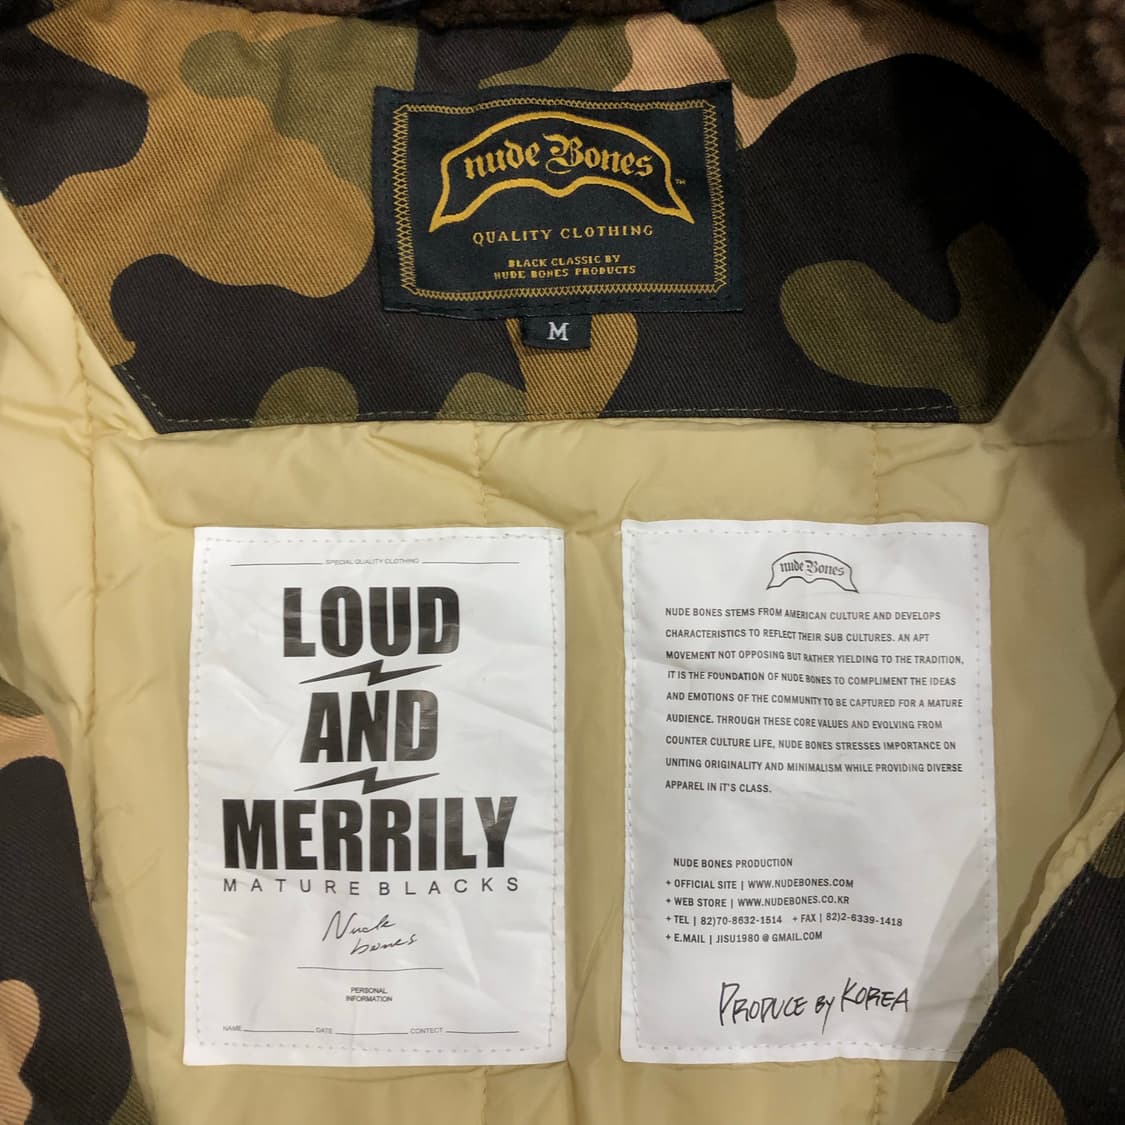 nude Bones
TM
QUALITY CLOTHING
BLACK CLASSIC BY
NUDE BONES PRODUCTS
M
SPECIAL QUALITY CLOTHING
LOUD
AND
MERRILY
MATURE BLACKS
Nude
bones
PERSONAL
INFORMATION
NAME DATE CONTECT
nude Bones
NUDE BONES STEMS FROM AMERICAN CULTURE AND DEVELOPS
CHARACTERISTICS TO REFLECT THEIR SUB CULTURES. AN APT
MOVEMENT NOT OPPOSING BUT RATHER YIELDING TO THE TRADITION,
IT IS THE FOUNDATION OF NUDE BONES TO COMPLIMENT THE IDEAS
AND EMOTIONS OF THE COMMUNITY TO BE CAPTURED FOR A MATURE
AUDIENCE. THROUGH THESE CORE VALUES AND EVOLVING FROM
COUNTER CULTURE LIFE, NUDE BONES STRESSES IMPORTANCE ON
UNITING ORIGINALITY AND MINIMALISM WHILE PROVIDING DIVERSE
APPAREL IN IT'S CLASS.
NUDE BONES PRODUCTION
+ OFFICIAL SITE | WWW.NUDEBONES.COM
+ WEB STORE | WWW.NUDEBONES.CO.KR
+ TEL | 82)70-8632-1514 + FAX | 82)2-6339-1418
+ E.MAIL | JISU1980 @ GMAIL.COM
PRODUCE BY KOREA